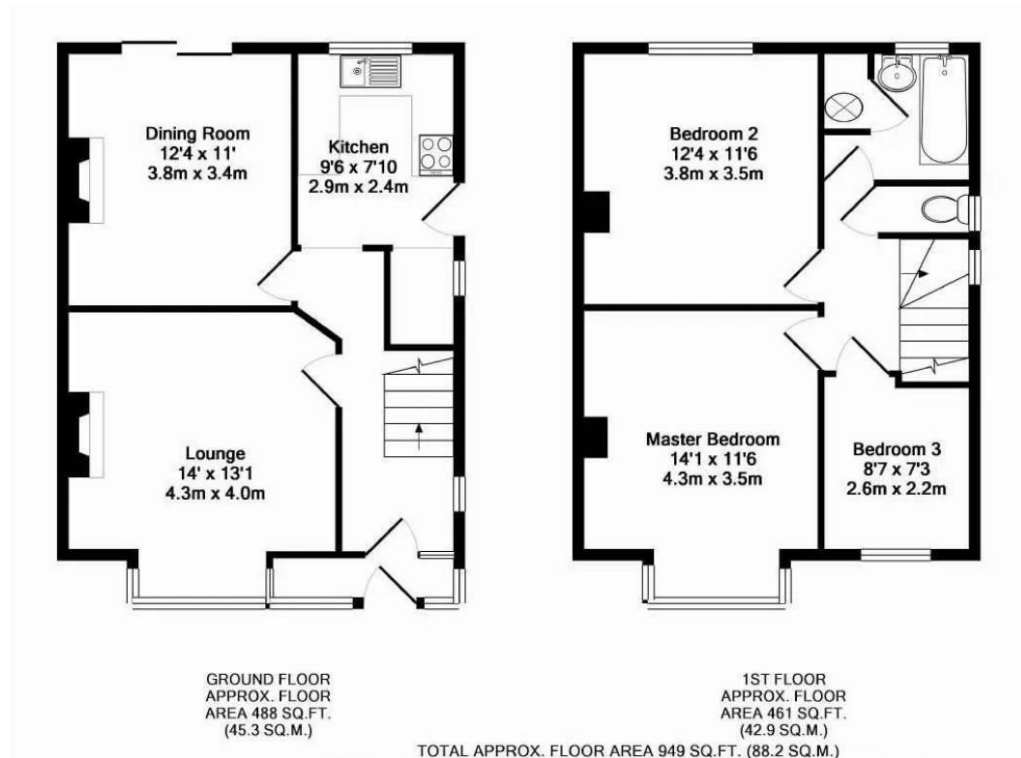 Dining Room
12'4 x 11'
3.8m x 3.4m
Kitchen
9'6 x 7'10
2.9m x 2.4m
Lounge
14' x 13'1
4.3m x 4.0m
GROUND FLOOR
APPROX. FLOOR
AREA 488 SQ.FT.
(45.3 SQ.M.)
Bedroom 2
12'4 x 11'6
3.8m x 3.5m
Master Bedroom
14'1 x 11'6
4.3m x 3.5m
Bedroom 3
8'7 x 7'3
2.6m x 2.2m
1ST FLOOR
APPROX. FLOOR
AREA 461 SQ.FT.
(42.9 SQ.M.)
TOTAL APPROX. FLOOR AREA 949 SQ.FT. (88.2 SQ.M.)